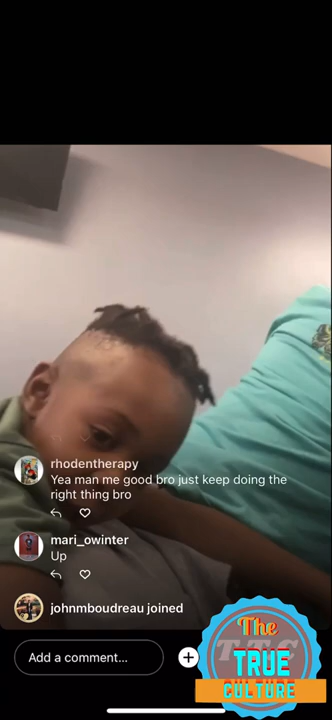 rhodentherapy
Yea man me good bro just keep doing the
right thing bro
mari_owinter
Up
johnmboudreau joined
Add a comment...
The
TTC
TRUE
CULTURE